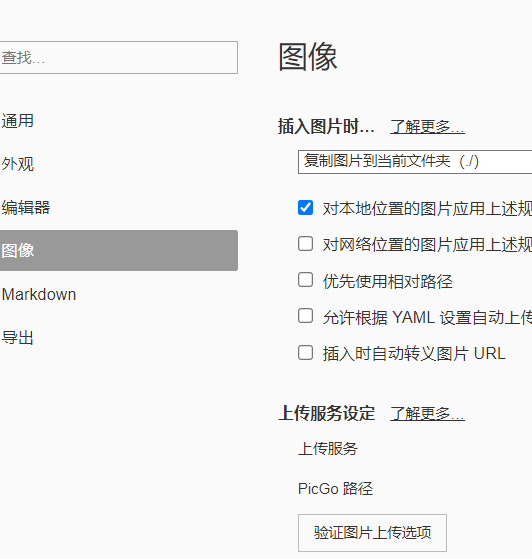 查找...
通用
外观
编辑器
图像
Markdown
导出
图像
插入图片时... 了解更多...
复制图片到当前文件夹 (./)
对本地位置的图片应用上述规
对网络位置的图片应用上述规
优先使用相对路径
允许根据 YAML 设置自动上传
插入时自动转义图片 URL
上传服务设定 了解更多...
上传服务
PicGo 路径
验证图片上传选项